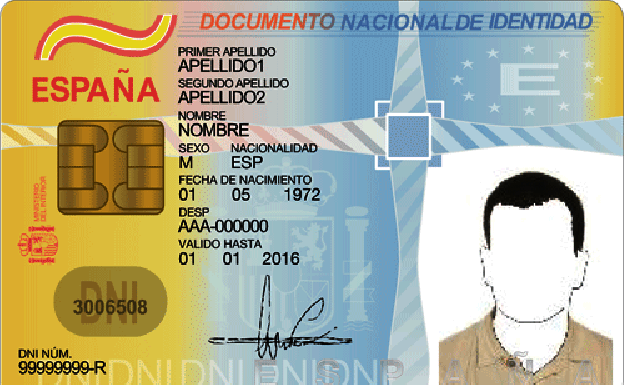 DOCUMENTO NACIONAL DE IDENTIDAD
ESPAÑA
PRIMER APELLIDO
APELLIDO1
SEGUNDO APELLIDO
APELLIDO2
NOMBRE
NOMBRE
SEXO NACIONALIDAD
M ESP
FECHA DE NACIMIENTO
01 05 1972
DESP
AAA-000000
VALIDO HASTA
01 01 2016
E
MINISTERIO
DEL INTERIOR
DNI
3006508
DNI NÚM.
99999999-R
DNI DNI DNI